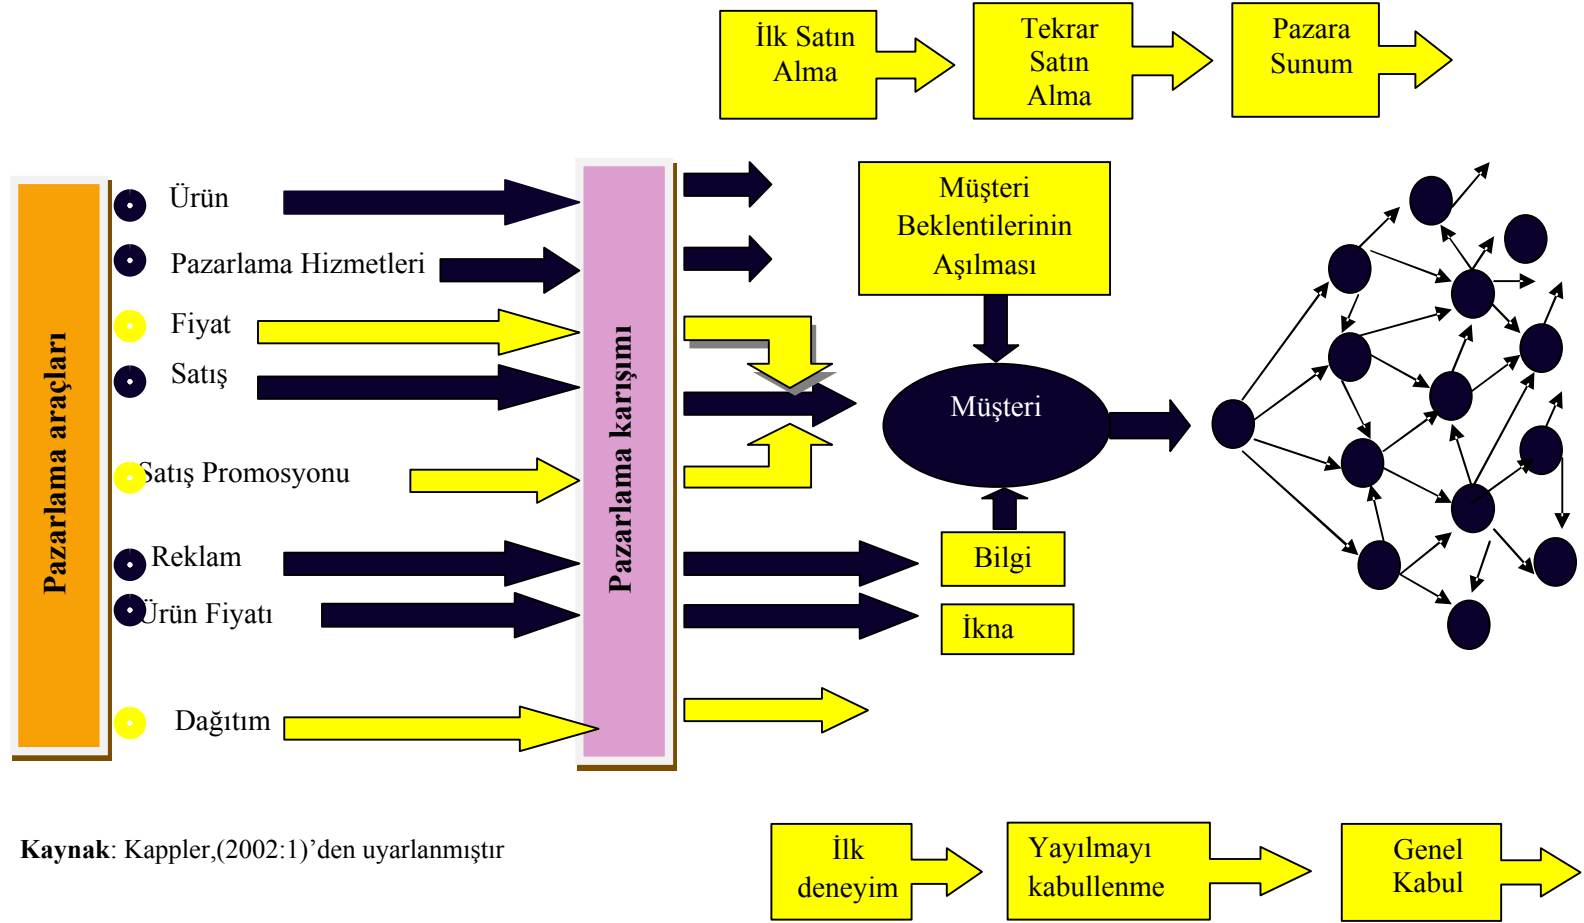 İlk Satın
Alma
Tekrar
Satın
Alma
Pazara
Sunum
Pazarlama araçları
Ürün
Pazarlama Hizmetleri
Fiyat
Satış
Satış Promosyonu
Reklam
Ürün Fiyatı
Dağıtım
Pazarlama karışımı
Müşteri
Beklentilerinin
Aşılması
Müşteri
Bilgi
İkna
Kaynak: Kappler,(2002:1)’den uyarlanmıştır
İlk
deneyim
Yayılmayı
kabullenme
Genel
Kabul